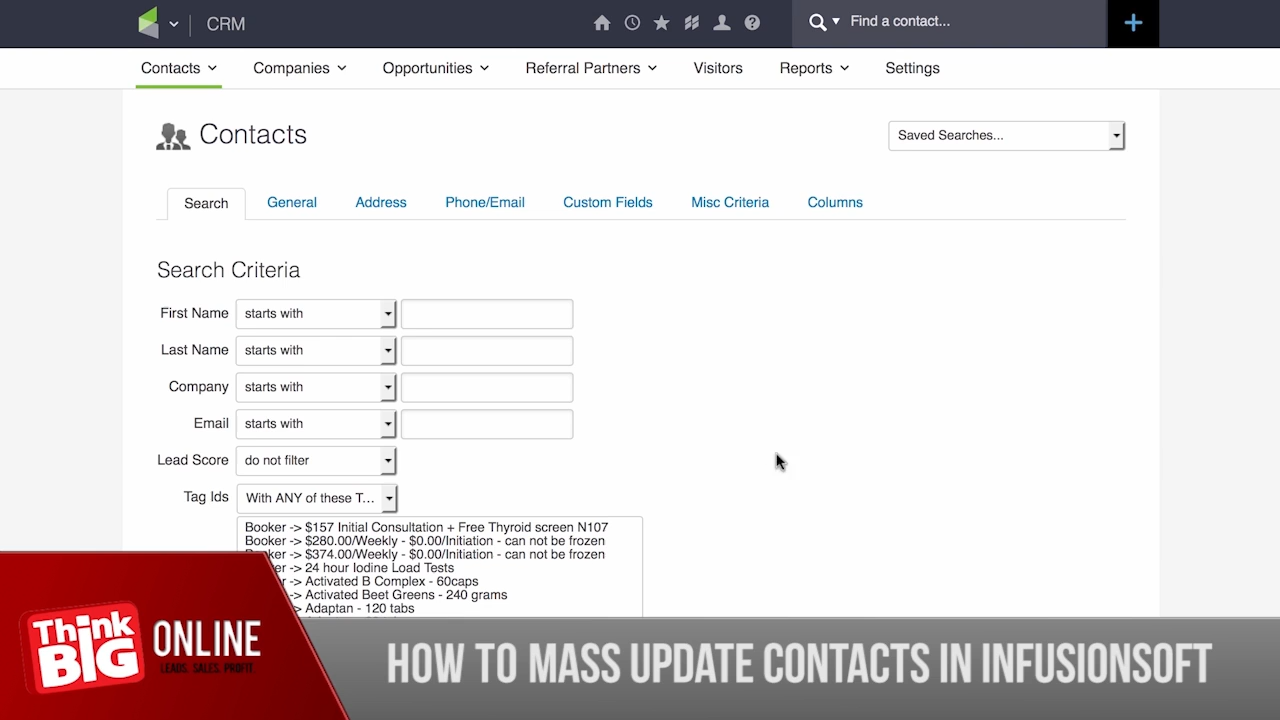 CRM
Find a contact...
Contacts Companies Opportunities Referral Partners Visitors Reports Settings
Contacts
Saved Searches...
Search General Address Phone/Email Custom Fields Misc Criteria Columns
Search Criteria
First Name starts with
Last Name starts with
Company starts with
Email starts with
Lead Score do not filter
Tag Ids With ANY of these T...
Booker -> $157 Initial Consultation + Free Thyroid screen N107
Booker -> $280.00/Weekly - $0.00/Initiation - can not be frozen
-> $374.00/Weekly - $0.00/Initiation - can not be frozen
-> 24 hour Iodine Load Tests
-> Activated B Complex - 60caps
-> Activated Beet Greens - 240 grams
-> Adaptan - 120 tabs
Think
BIG
ONLINE
LEADS. SALES. PROFIT.
HOW TO MASS UPDATE CONTACTS IN INFUSIONSOFT